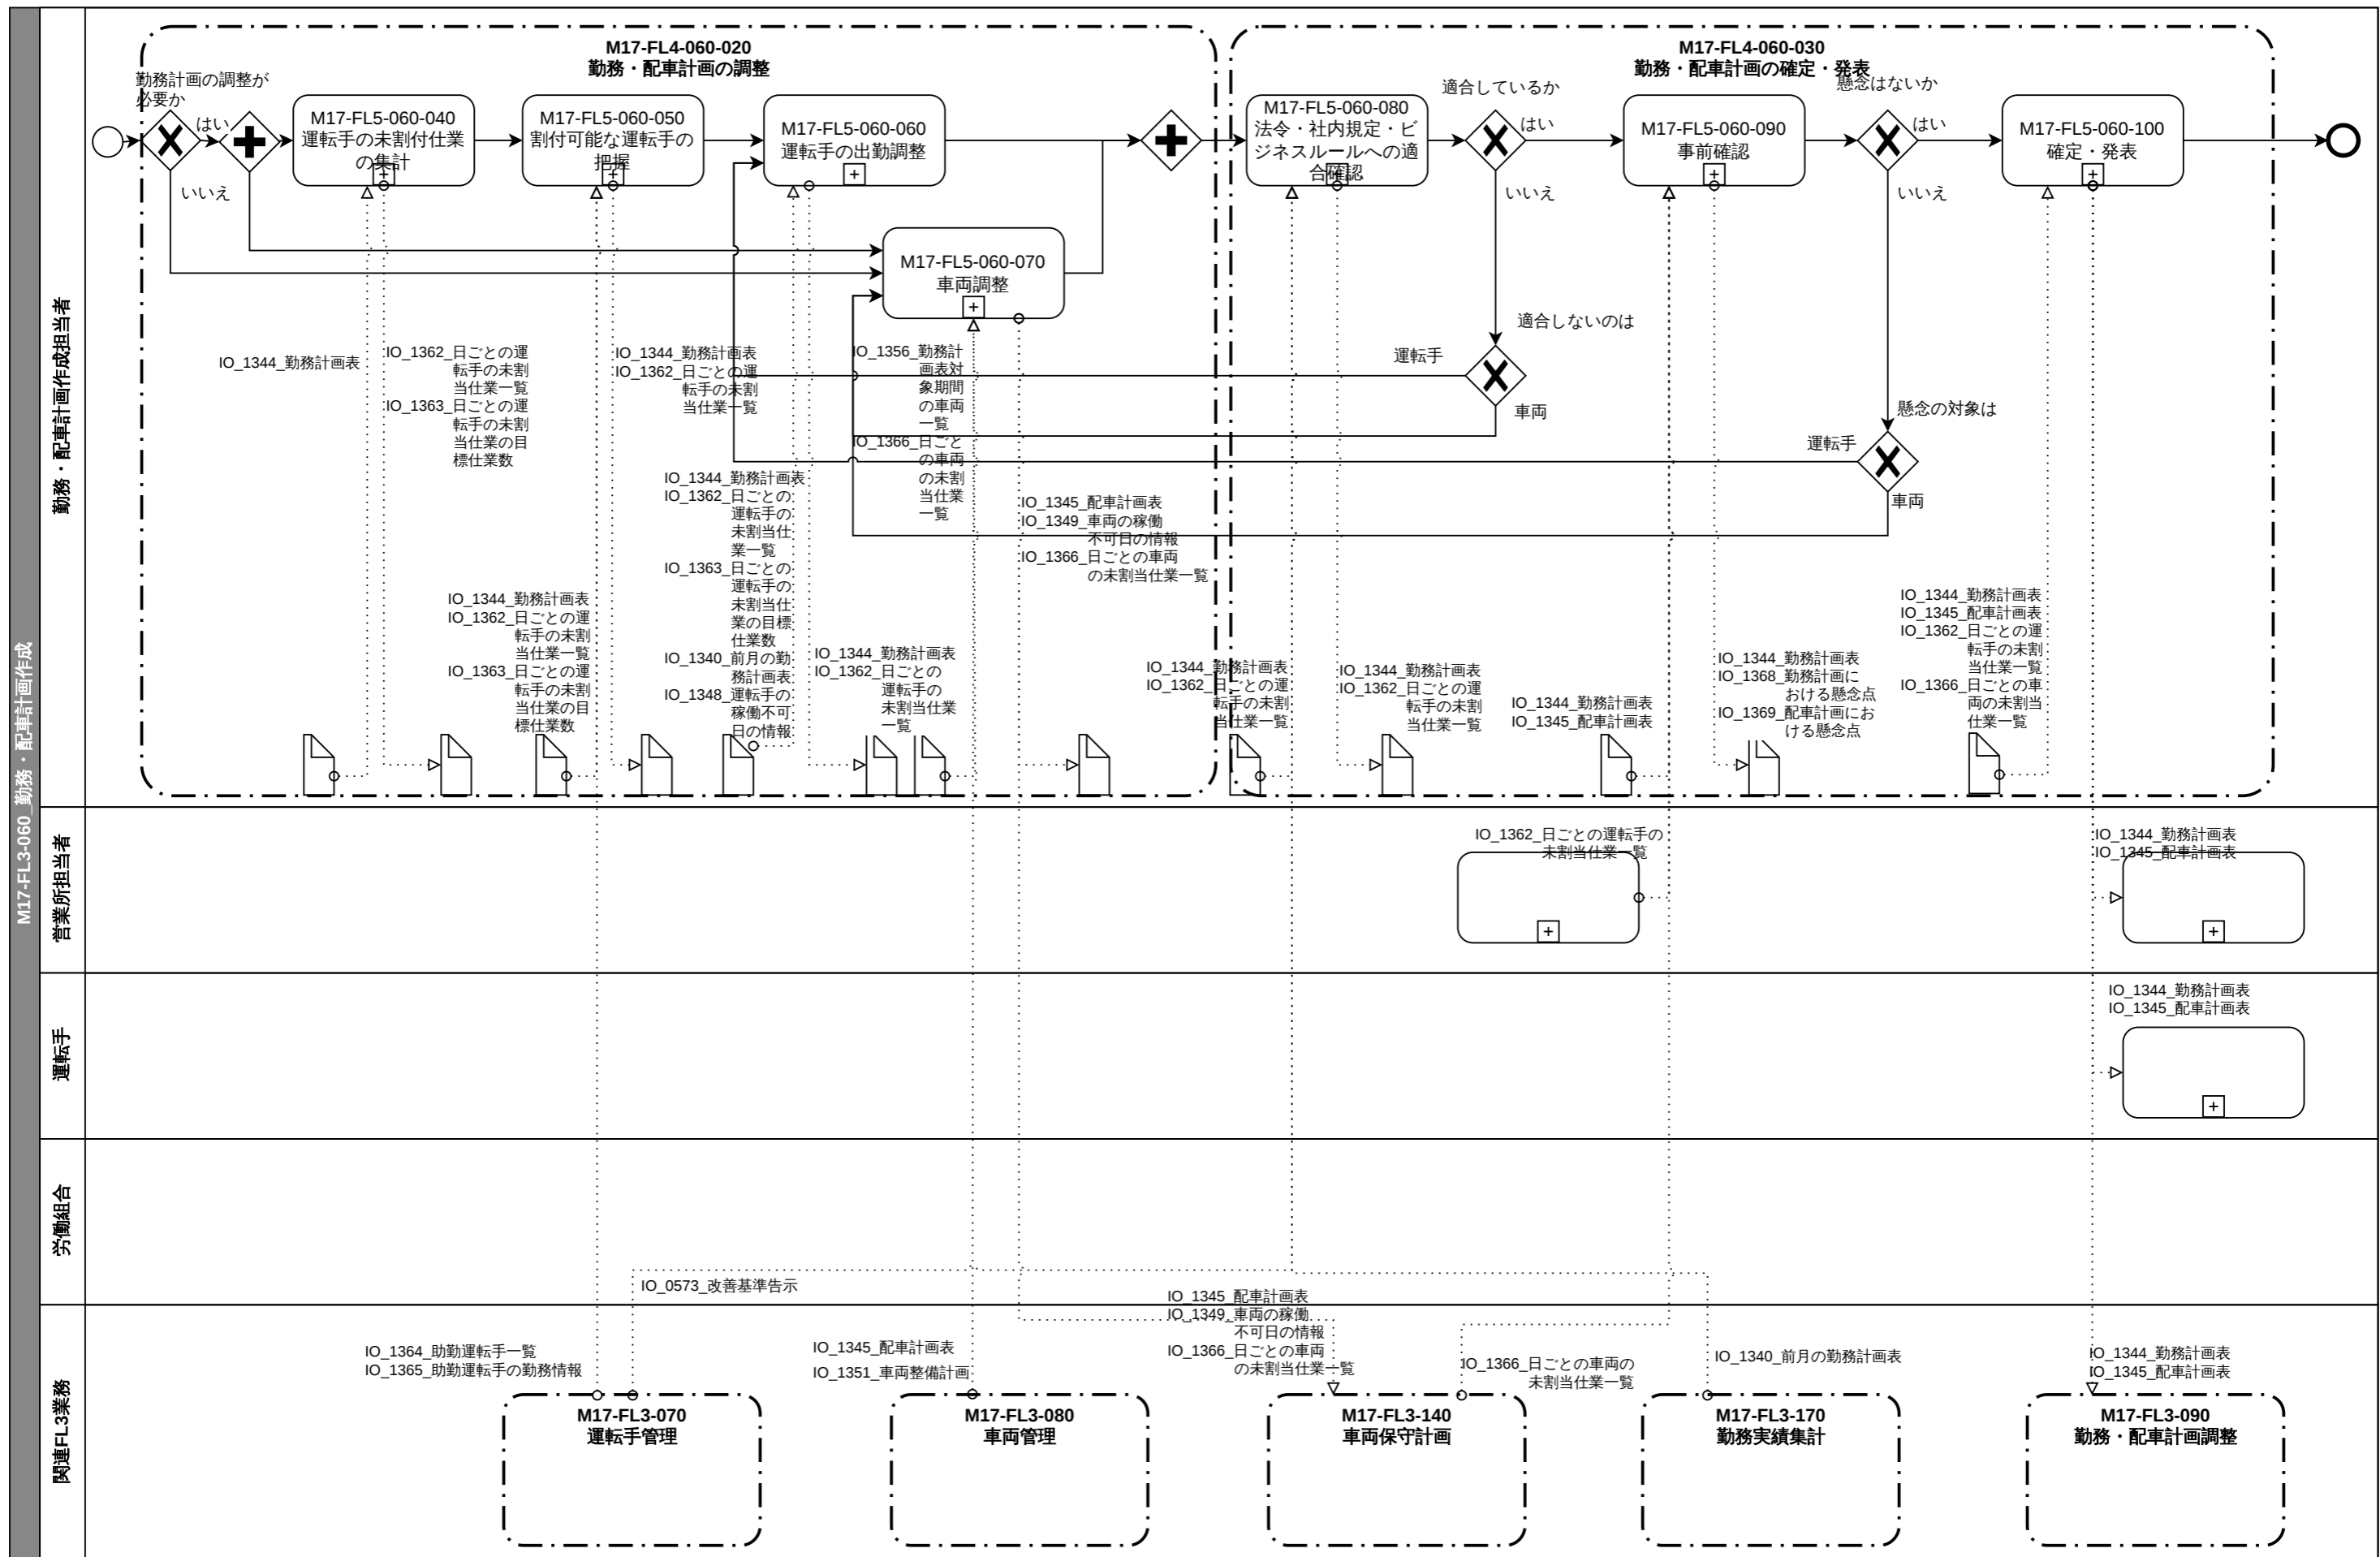 M17-FL3-060_勤務・配車計画作成
勤務・配車計画作成担当者
M17-FL4-060-020
勤務・配車計画の調整
勤務計画の調整が
必要か
はい
いいえ
M17-FL5-060-040
運転手の未割付仕業
の集計
M17-FL5-060-050
割付可能な運転手の
把握
M17-FL5-060-060
運転手の出勤調整
M17-FL5-060-070
車両調整
M17-FL4-060-030
勤務・配車計画の確定・発表
M17-FL5-060-080
法令・社内規定・ビ
ジネスルールへの適
合確認
適合しているか
はい
いいえ
M17-FL5-060-090
事前確認
懸念はないか
はい
いいえ
M17-FL5-060-100
確定・発表
適合しないのは
運転手
車両
懸念の対象は
運転手
車両
IO_1344_勤務計画表
IO_1362_日ごとの運
転手の未割
当仕業一覧
IO_1363_日ごとの運
転手の未割
当仕業の目
標仕業数
IO_1344_勤務計画表
IO_1362_日ごとの運
転手の未割
当仕業一覧
IO_1363_日ごとの運
転手の未割
当仕業の目
標仕業数
IO_1344_勤務計画表
IO_1362_日ごとの運
転手の未割
当仕業一覧
IO_1344_勤務計画表
IO_1362_日ごとの
運転手の
未割当仕
業一覧
IO_1363_日ごとの
運転手の
未割当仕
業の目標
仕業数
IO_1340_前月の勤
務計画表
IO_1348_運転手の
稼働不可
日の情報
IO_1344_勤務計画表
IO_1362_日ごとの
運転手の
未割当仕業
一覧
IO_1356_勤務計
画表対
象期間
の車両
一覧
IO_1366_日ごと
の車両
の未割
当仕業
一覧
IO_1345_配車計画表
IO_1349_車両の稼働
不可日の情報
IO_1366_日ごとの車両
の未割当仕業一覧
IO_1344_勤務計画表
IO_1362_日ごとの運
転手の未割
当仕業一覧
IO_1344_勤務計画表
IO_1362_日ごとの運
転手の未割
当仕業一覧
IO_1344_勤務計画表
IO_1345_配車計画表
IO_1344_勤務計画表
IO_1368_勤務計画に
おける懸念点
IO_1369_配車計画にお
ける懸念点
IO_1344_勤務計画表
IO_1345_配車計画表
IO_1362_日ごとの運
転手の未割
当仕業一覧
IO_1366_日ごとの車
両の未割当
仕業一覧
営業所担当者
IO_1362_日ごとの運転手の
未割当仕業一覧
IO_1344_勤務計画表
IO_1345_配車計画表
運転手
IO_1344_勤務計画表
IO_1345_配車計画表
労働組合
IO_0573_改善基準告示
関連FL3業務
IO_1364_助勤運転手一覧
IO_1365_助勤運転手の勤務情報
M17-FL3-070
運転手管理
IO_1345_配車計画表
IO_1351_車両整備計画
M17-FL3-080
車両管理
IO_1345_配車計画表
IO_1349_車両の稼働
不可日の情報
IO_1366_日ごとの車両
の未割当仕業一覧
IO_1366_日ごとの車両の
未割当仕業一覧
M17-FL3-140
車両保守計画
IO_1340_前月の勤務計画表
M17-FL3-170
勤務実績集計
IO_1344_勤務計画表
IO_1345_配車計画表
M17-FL3-090
勤務・配車計画調整